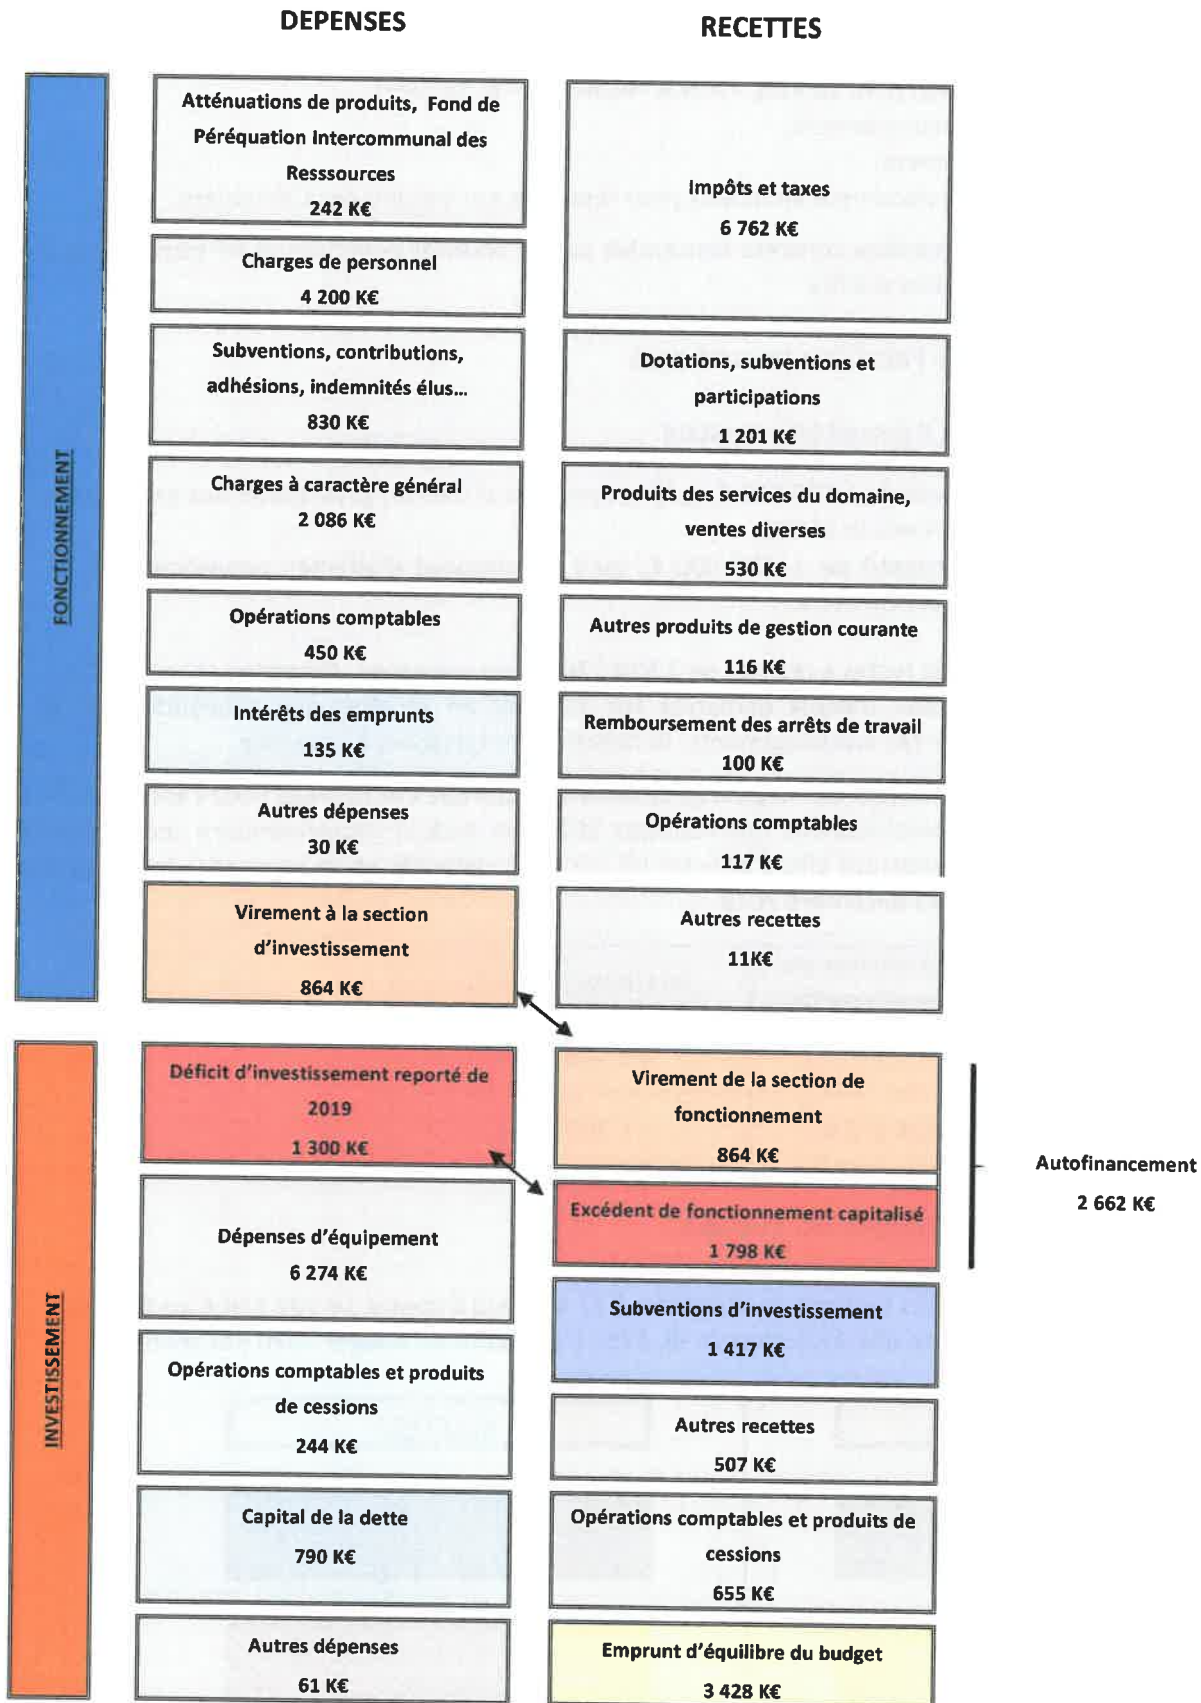 DEPENSES
RECETTES
FONCTIONNEMENT
Atténuations de produits, Fond de
Péréquation Intercommunal des
Resssources
242 K€
Charges de personnel
4 200 K€
Subventions, contributions,
adhésions, indemnités élus...
830 K€
Charges à caractère général
2 086 K€
Opérations comptables
450 K€
Intérêts des emprunts
135 K€
Autres dépenses
30 K€
Virement à la section
d'investissement
864 K€
Impôts et taxes
6 762 K€
Dotations, subventions et
participations
1 201 K€
Produits des services du domaine,
ventes diverses
530 K€
Autres produits de gestion courante
116 K€
Remboursement des arrêts de travail
100 K€
Opérations comptables
117 K€
Autres recettes
11K€
INVESTISSEMENT
Déficit d'investissement reporté de
2019
1 300 K€
Dépenses d'équipement
6 274 K€
Opérations comptables et produits
de cessions
244 K€
Capital de la dette
790 K€
Autres dépenses
61 K€
Virement de la section de
fonctionnement
864 K€
Excédent de fonctionnement capitalisé
1 798 K€
Subventions d'investissement
1 417 K€
Autres recettes
507 K€
Opérations comptables et produits de
cessions
655 K€
Emprunt d'équilibre du budget
3 428 K€
Autofinancement
2 662 K€